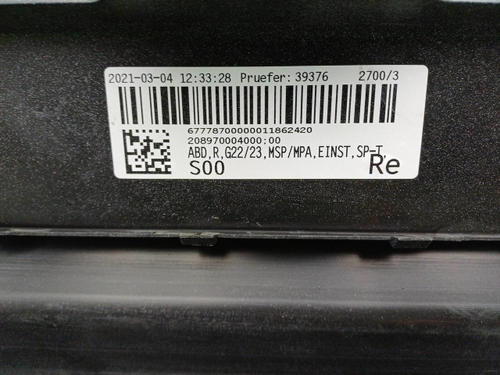 2021-03-04 12:33:28 Pruefer: 39376 2700/3
67778700000011862420
208970004000;00
ABD,R,G22/23,MSP/MPA,EINST,SP-T,
S00 Re